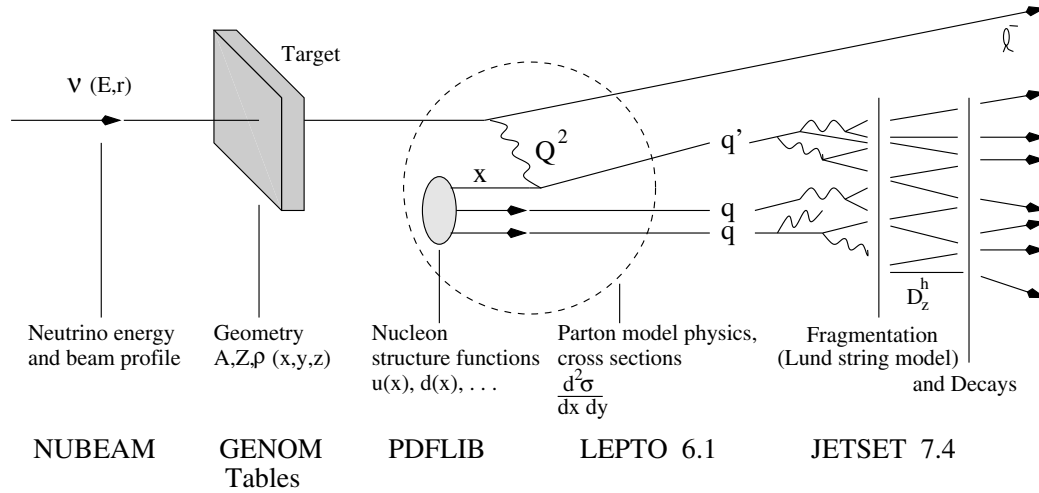 Target
ν (E,r)
ℓ⁻
Q²
x
q'
q
q
D_z^h
Neutrino energy
and beam profile
Geometry
A,Z,ρ (x,y,z)
Nucleon
structure functions
u(x), d(x), . . .
Parton model physics,
cross sections
d²σ
dx dy
Fragmentation
(Lund string model)
and Decays
NUBEAM
GENOM
Tables
PDFLIB
LEPTO 6.1
JETSET 7.4